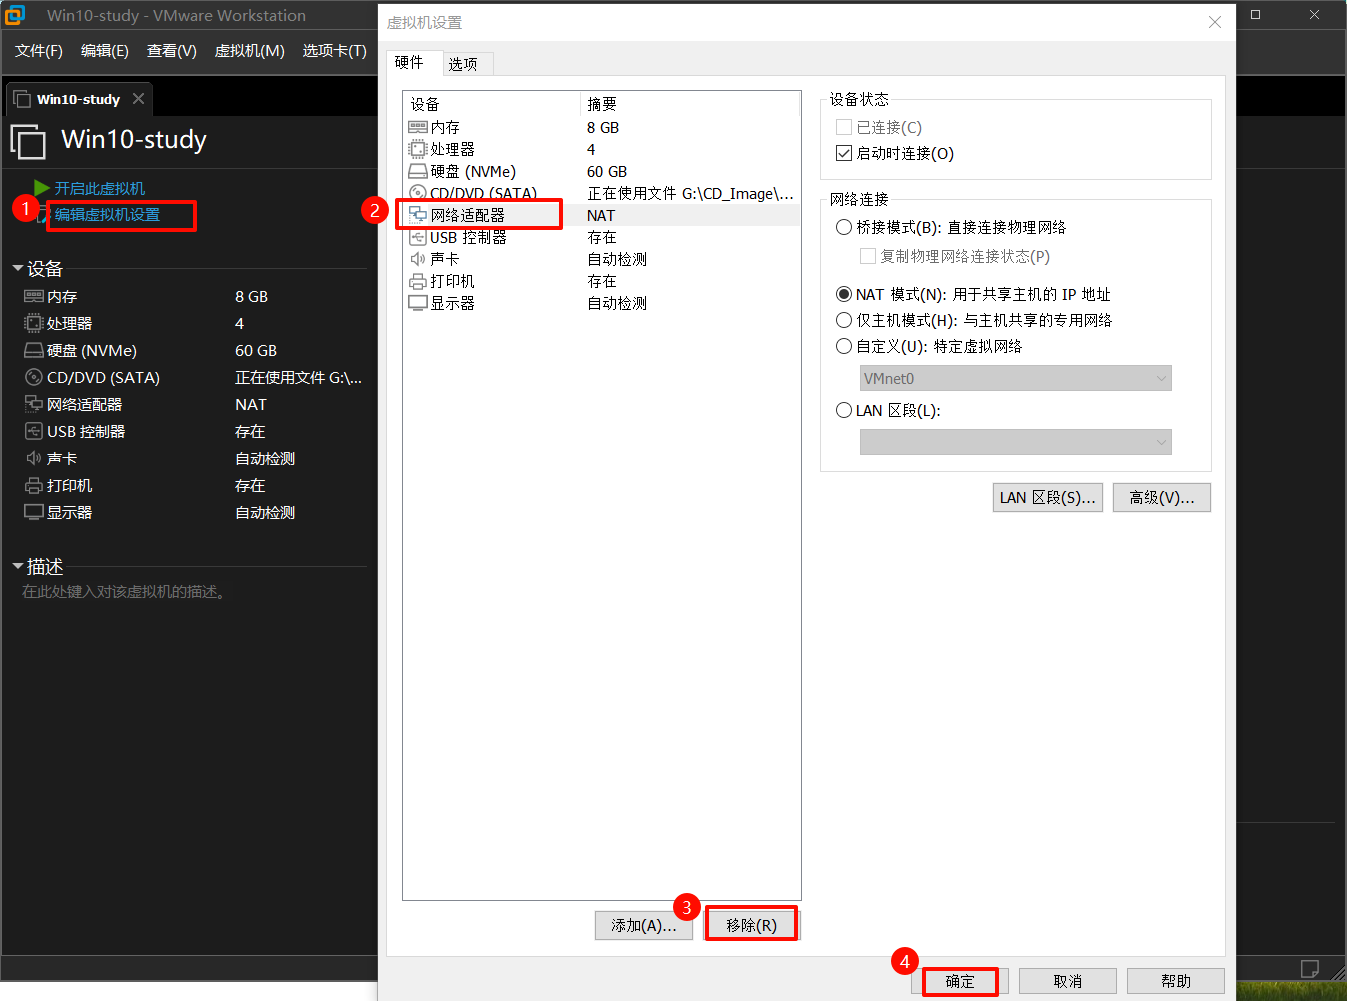 Win10-study - VMware Workstation
文件(F) 编辑(E) 查看(V) 虚拟机(M) 选项卡(T)
Win10-study
Win10-study
开启此虚拟机
1 编辑虚拟机设置
设备
内存 8 GB
处理器 4
硬盘 (NVMe) 60 GB
CD/DVD (SATA) 正在使用文件 G:\...
网络适配器 NAT
USB 控制器 存在
声卡 自动检测
打印机 存在
显示器 自动检测
描述
在此处键入对该虚拟机的描述。
虚拟机设置
硬件 选项
设备 摘要
内存 8 GB
处理器 4
硬盘 (NVMe) 60 GB
CD/DVD (SATA) 正在使用文件 G:\CD_Image\...
2 网络适配器 NAT
USB 控制器 存在
声卡 自动检测
打印机 存在
显示器 自动检测
3
添加(A)... 移除(R)
设备状态
已连接(C)
启动时连接(O)
网络连接
桥接模式(B): 直接连接物理网络
复制物理网络连接状态(P)
NAT 模式(N): 用于共享主机的 IP 地址
仅主机模式(H): 与主机共享的专用网络
自定义(U): 特定虚拟网络
VMnet0
LAN 区段(L):
LAN 区段(S)... 高级(V)...
4
确定 取消 帮助